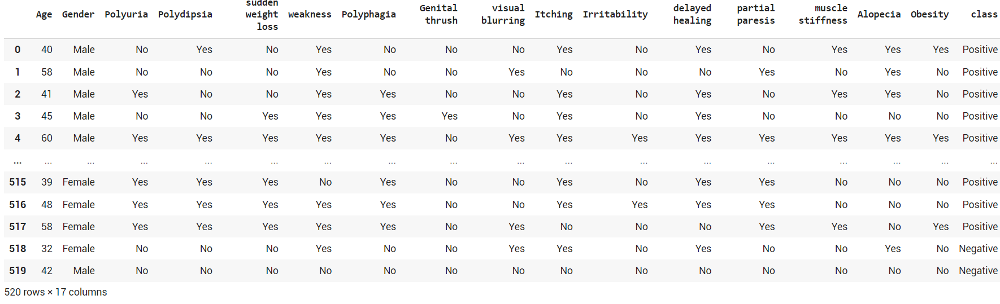 Age Gender Polyuria Polydipsia sudden weight loss weakness Polyphagia Genital thrush visual blurring Itching Irritability delayed healing partial paresis muscle stiffness Alopecia Obesity class
0 40 Male No Yes No Yes No No No Yes No Yes No Yes Yes Yes Positive
1 58 Male No No No Yes No No Yes No No No Yes No Yes No Positive
2 41 Male Yes No No Yes Yes No No Yes No Yes No Yes Yes No Positive
3 45 Male No No Yes Yes Yes Yes No Yes No Yes No No No No Positive
4 60 Male Yes Yes Yes Yes Yes No Yes Yes Yes Yes Yes Yes Yes Yes Positive
... ... ... ... ... ... ... ... ... ... ... ... ... ... ... ... ... ...
515 39 Female Yes Yes Yes No Yes No No Yes No Yes Yes No No No Positive
516 48 Female Yes Yes Yes Yes Yes No No Yes Yes Yes Yes No No No Positive
517 58 Female Yes Yes Yes Yes Yes No Yes No No No Yes Yes No Yes Positive
518 32 Female No No No Yes No No Yes Yes No Yes No No Yes No Negative
519 42 Male No No No No No No No No No No No No No No Negative
520 rows × 17 columns